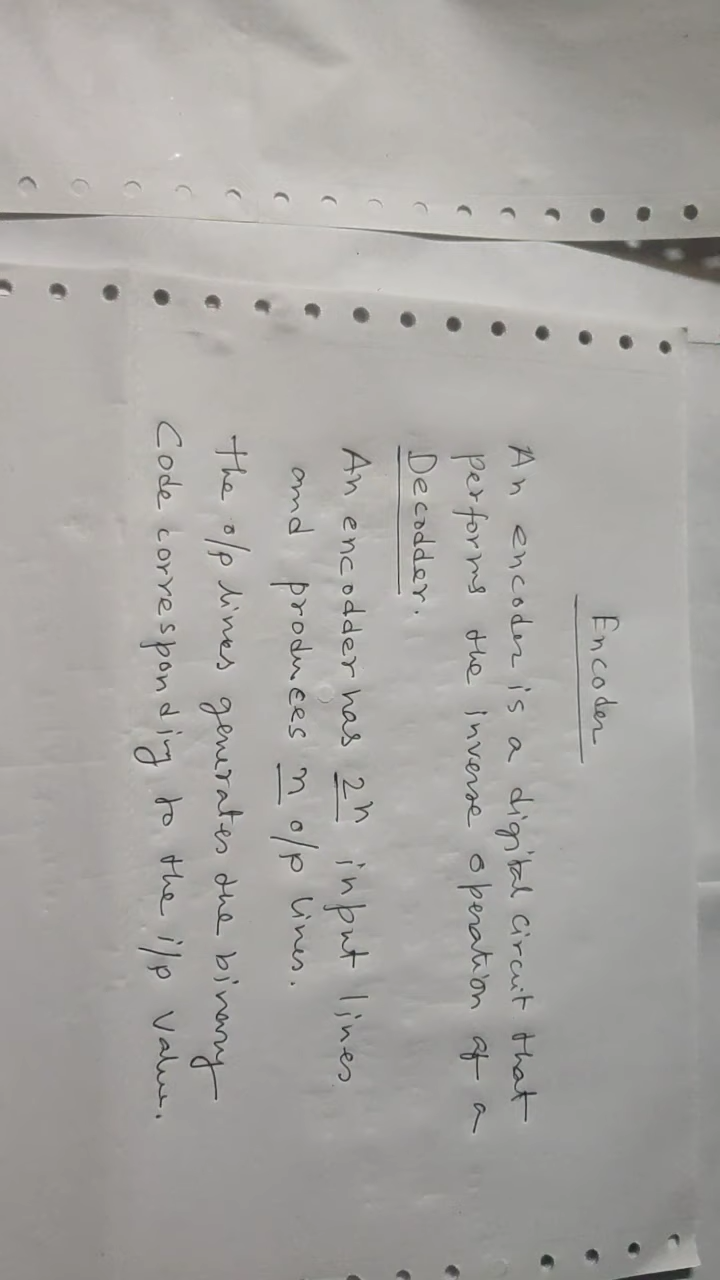 Encoder
An encoder is a digital circuit that
performs the inverse operation of a
Decodder.
An encodder has 2ⁿ input lines
and produces n o/p lines.
the o/p lines generates the binary
Code corresponding to the i/p value.